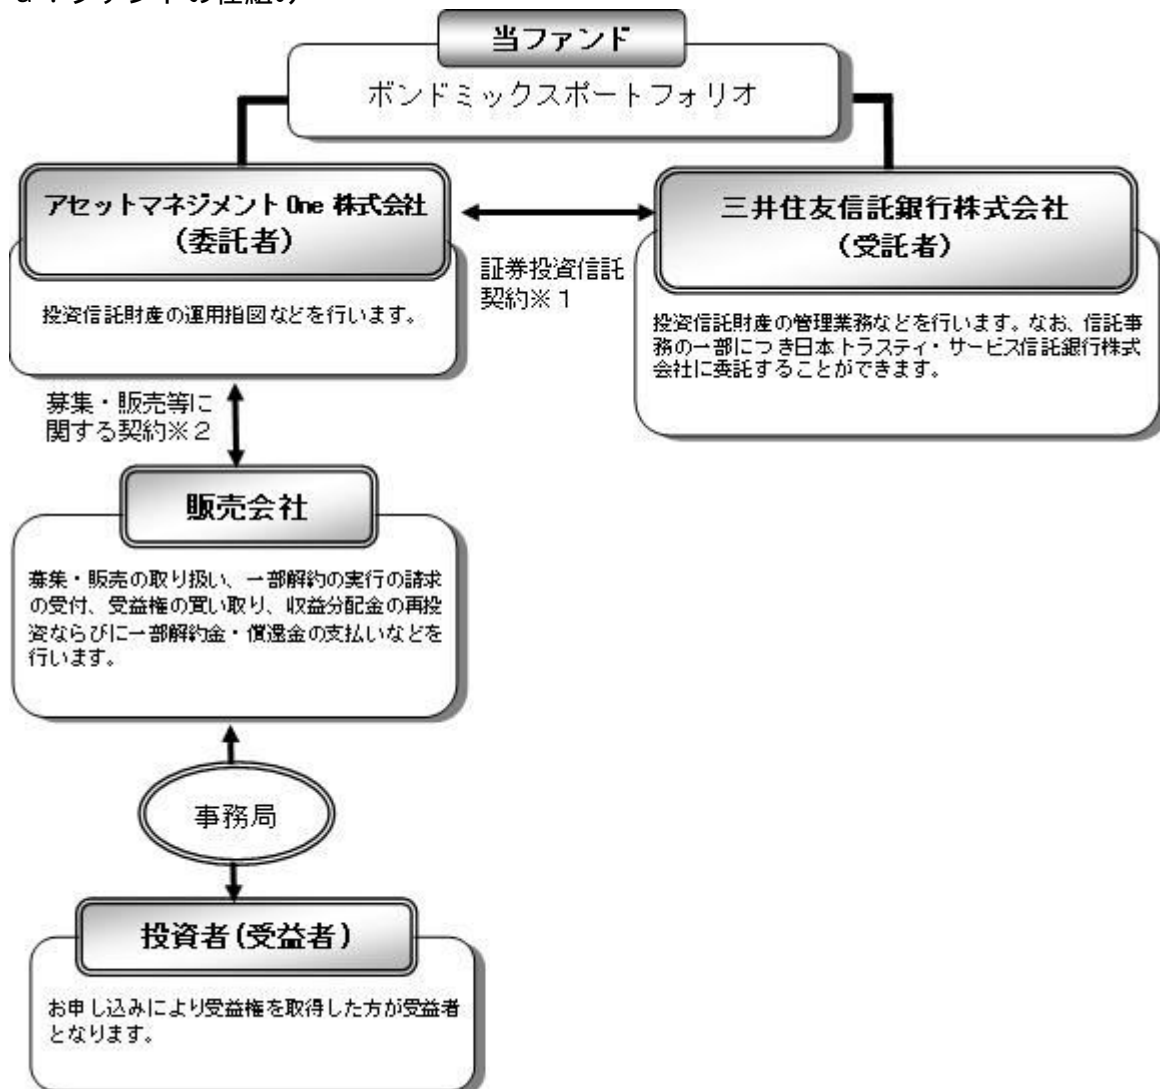 ファンドの仕組み
当ファンド
ボンドミックスポートフォリオ
アセットマネジメント One 株式会社
（委託者）
投資信託財産の運用指図などを行います。
証券投資信託
契約※１
三井住友信託銀行株式会社
（受託者）
投資信託財産の管理業務などを行います。なお、信託事
務の一部につき日本トラスティ・サービス信託銀行株式
会社に委託することができます。
募集・販売等に
関する契約※２
販売会社
募集・販売の取り扱い、一部解約の実行の請求
の受付、受益権の買い取り、収益分配金の再投
資ならびに一部解約金・償還金の支払いなどを
行います。
事務局
投資者(受益者)
お申し込みにより受益権を取得した方が受益者
となります。